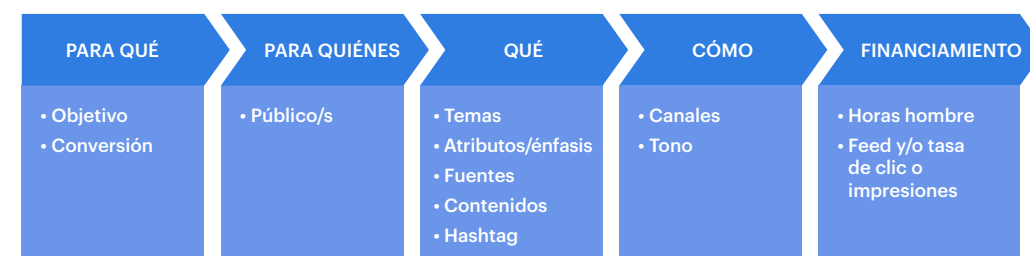 PARA QUÉ
• Objetivo
• Conversión
PARA QUIÉNES
• Público/s
QUÉ
• Temas
• Atributos/énfasis
• Fuentes
• Contenidos
• Hashtag
CÓMO
• Canales
• Tono
FINANCIAMIENTO
• Horas hombre
• Feed y/o tasa
de clic o
impresiones